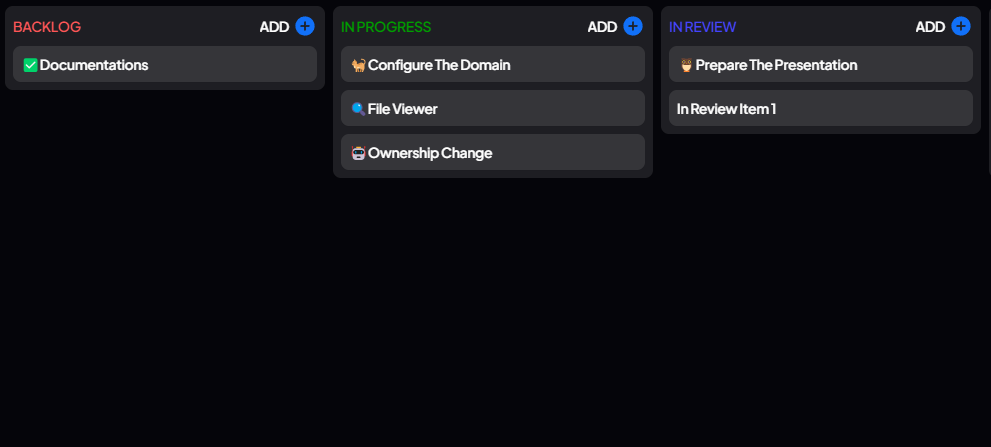 BACKLOG ADD
✅ Documentations
IN PROGRESS ADD
🐈 Configure The Domain
🔍 File Viewer
🤖 Ownership Change
IN REVIEW ADD
Prepare The Presentation
In Review Item 1